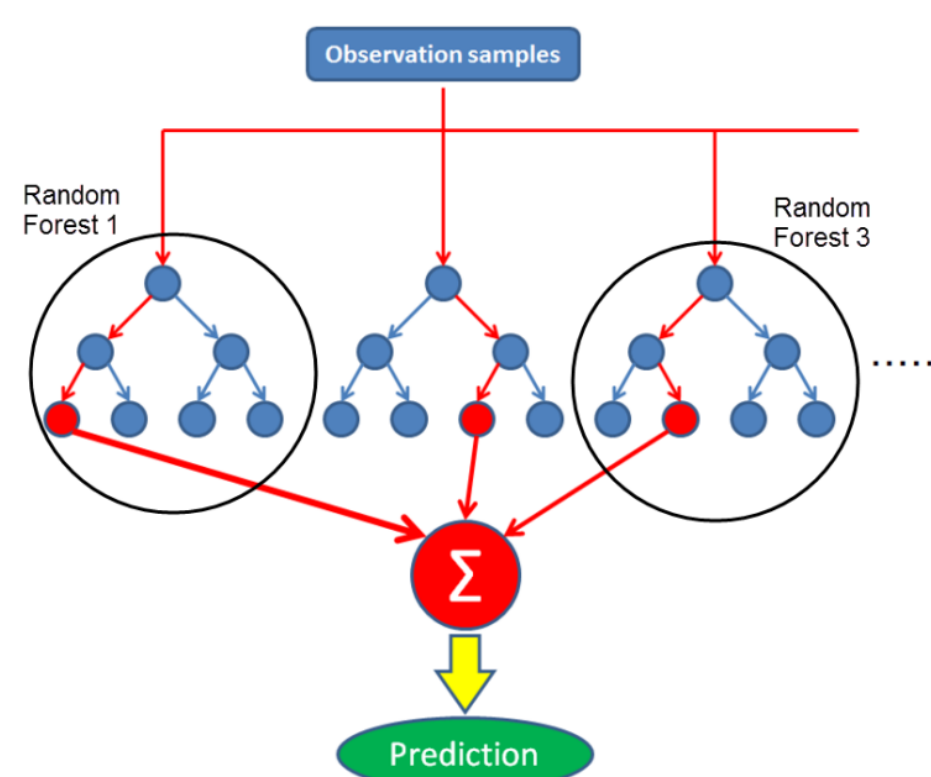 Observation samples
Random
Forest 1
Random
Forest 3
.....
Σ
Prediction